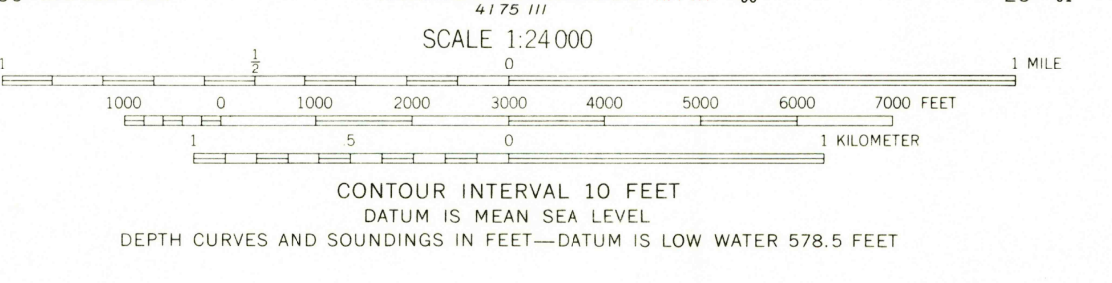 4175 III
SCALE 1:24 000
1 1/2 0 1 MILE
1000 0 1000 2000 3000 4000 5000 6000 7000 FEET
1 .5 0 1 KILOMETER
CONTOUR INTERVAL 10 FEET
DATUM IS MEAN SEA LEVEL
DEPTH CURVES AND SOUNDINGS IN FEET—DATUM IS LOW WATER 578.5 FEET